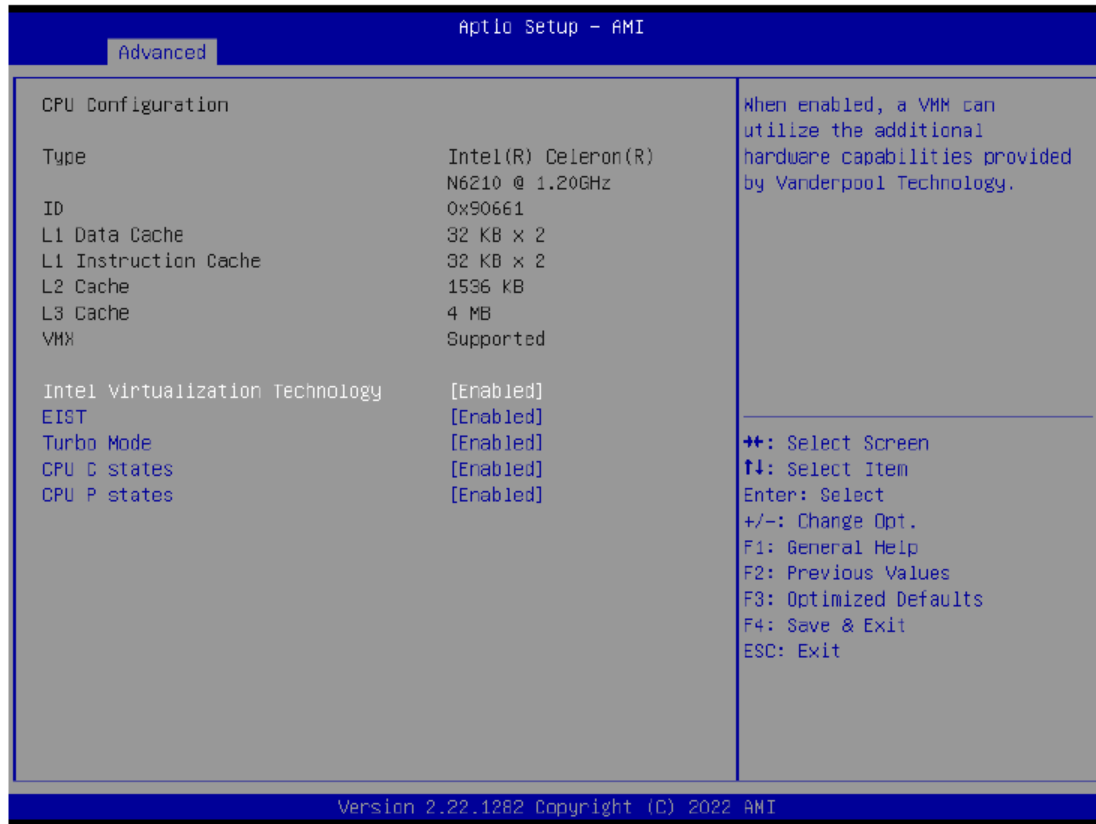 Aptio Setup – AMI
Advanced
CPU Configuration
Type Intel(R) Celeron(R)
N6210 @ 1.20GHz
ID 0x90661
L1 Data Cache 32 KB x 2
L1 Instruction Cache 32 KB x 2
L2 Cache 1536 KB
L3 Cache 4 MB
VMX Supported
Intel Virtualization Technology [Enabled]
EIST [Enabled]
Turbo Mode [Enabled]
CPU C states [Enabled]
CPU P states [Enabled]
When enabled, a VMM can
utilize the additional
hardware capabilities provided
by Vanderpool Technology.
→←: Select Screen
↑↓: Select Item
Enter: Select
+/-: Change Opt.
F1: General Help
F2: Previous Values
F3: Optimized Defaults
F4: Save & Exit
ESC: Exit
Version 2.22.1282 Copyright (C) 2022 AMI